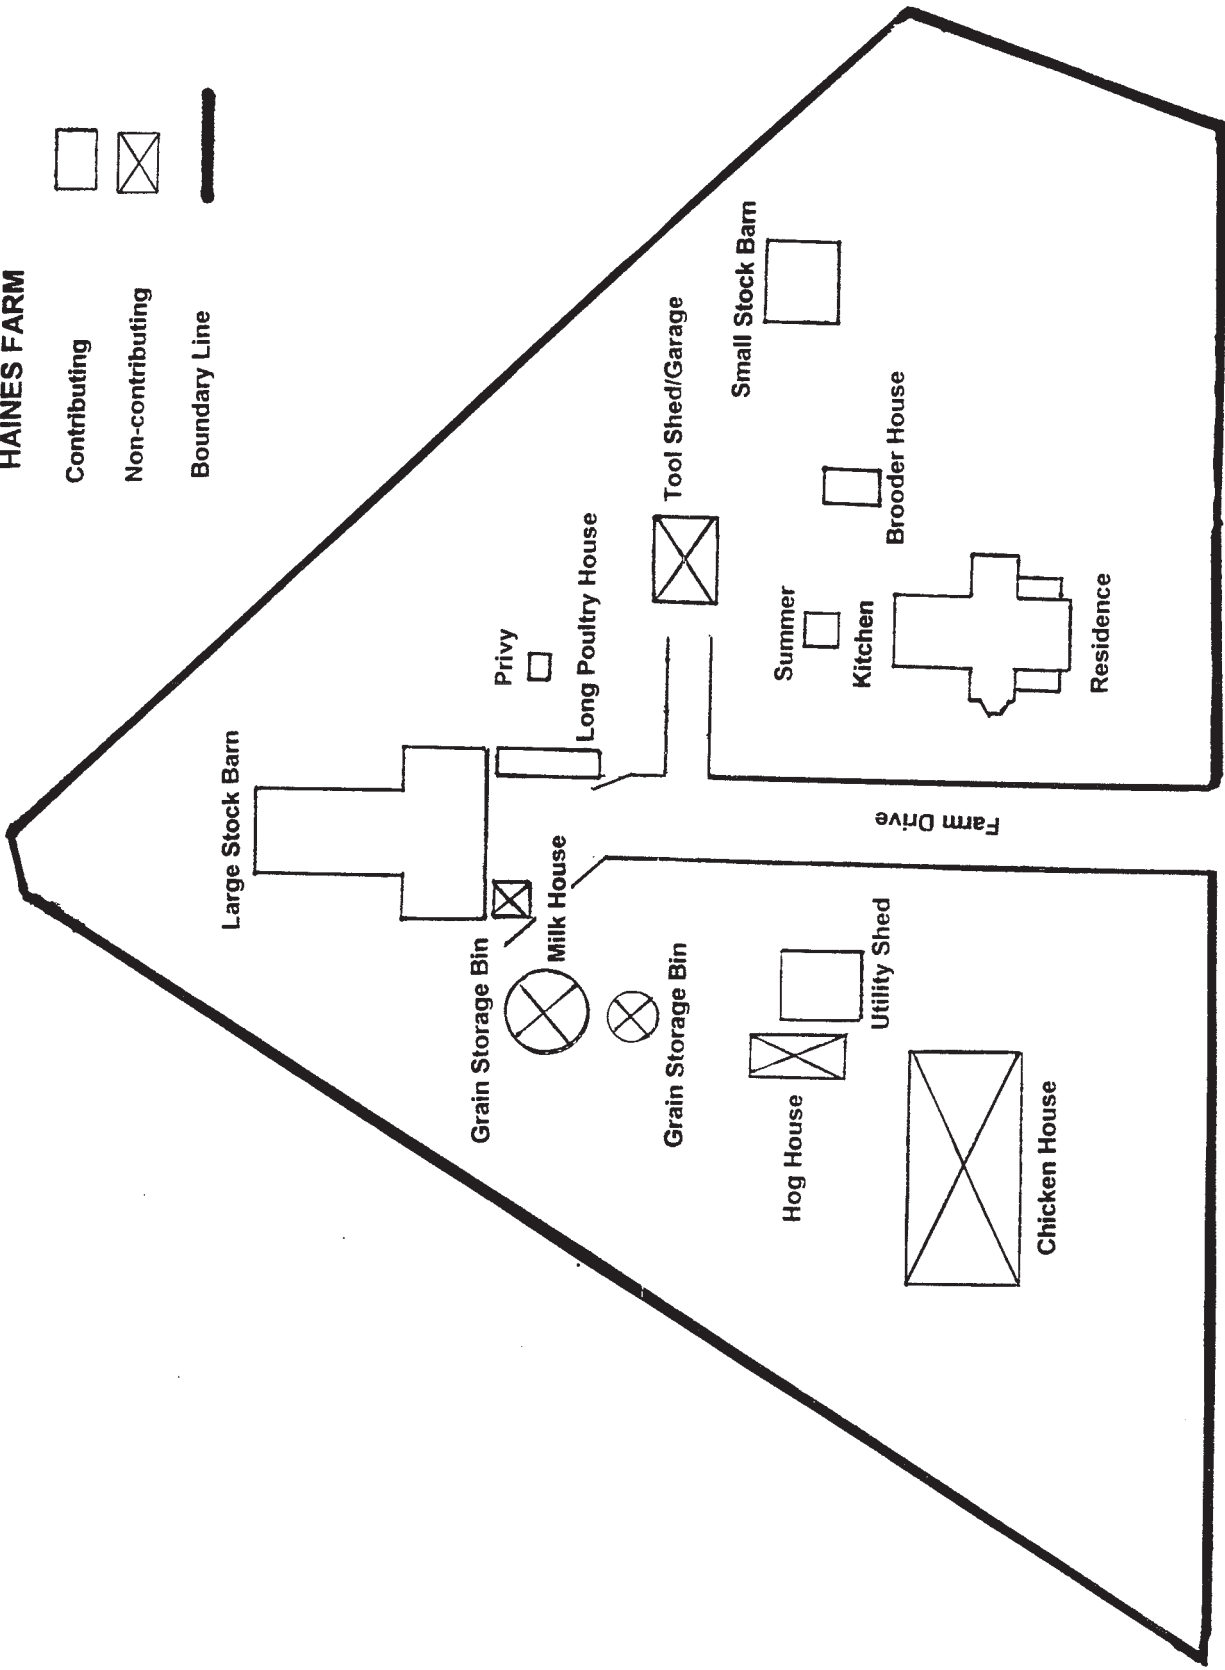 HAINES FARM
Contributing
Non-contributing
Boundary Line
Large Stock Barn
Privy
Long Poultry House
Tool Shed/Garage
Small Stock Barn
Grain Storage Bin
Milk House
Grain Storage Bin
Summer
Kitchen
Brooder House
Farm Drive
Utility Shed
Hog House
Residence
Chicken House